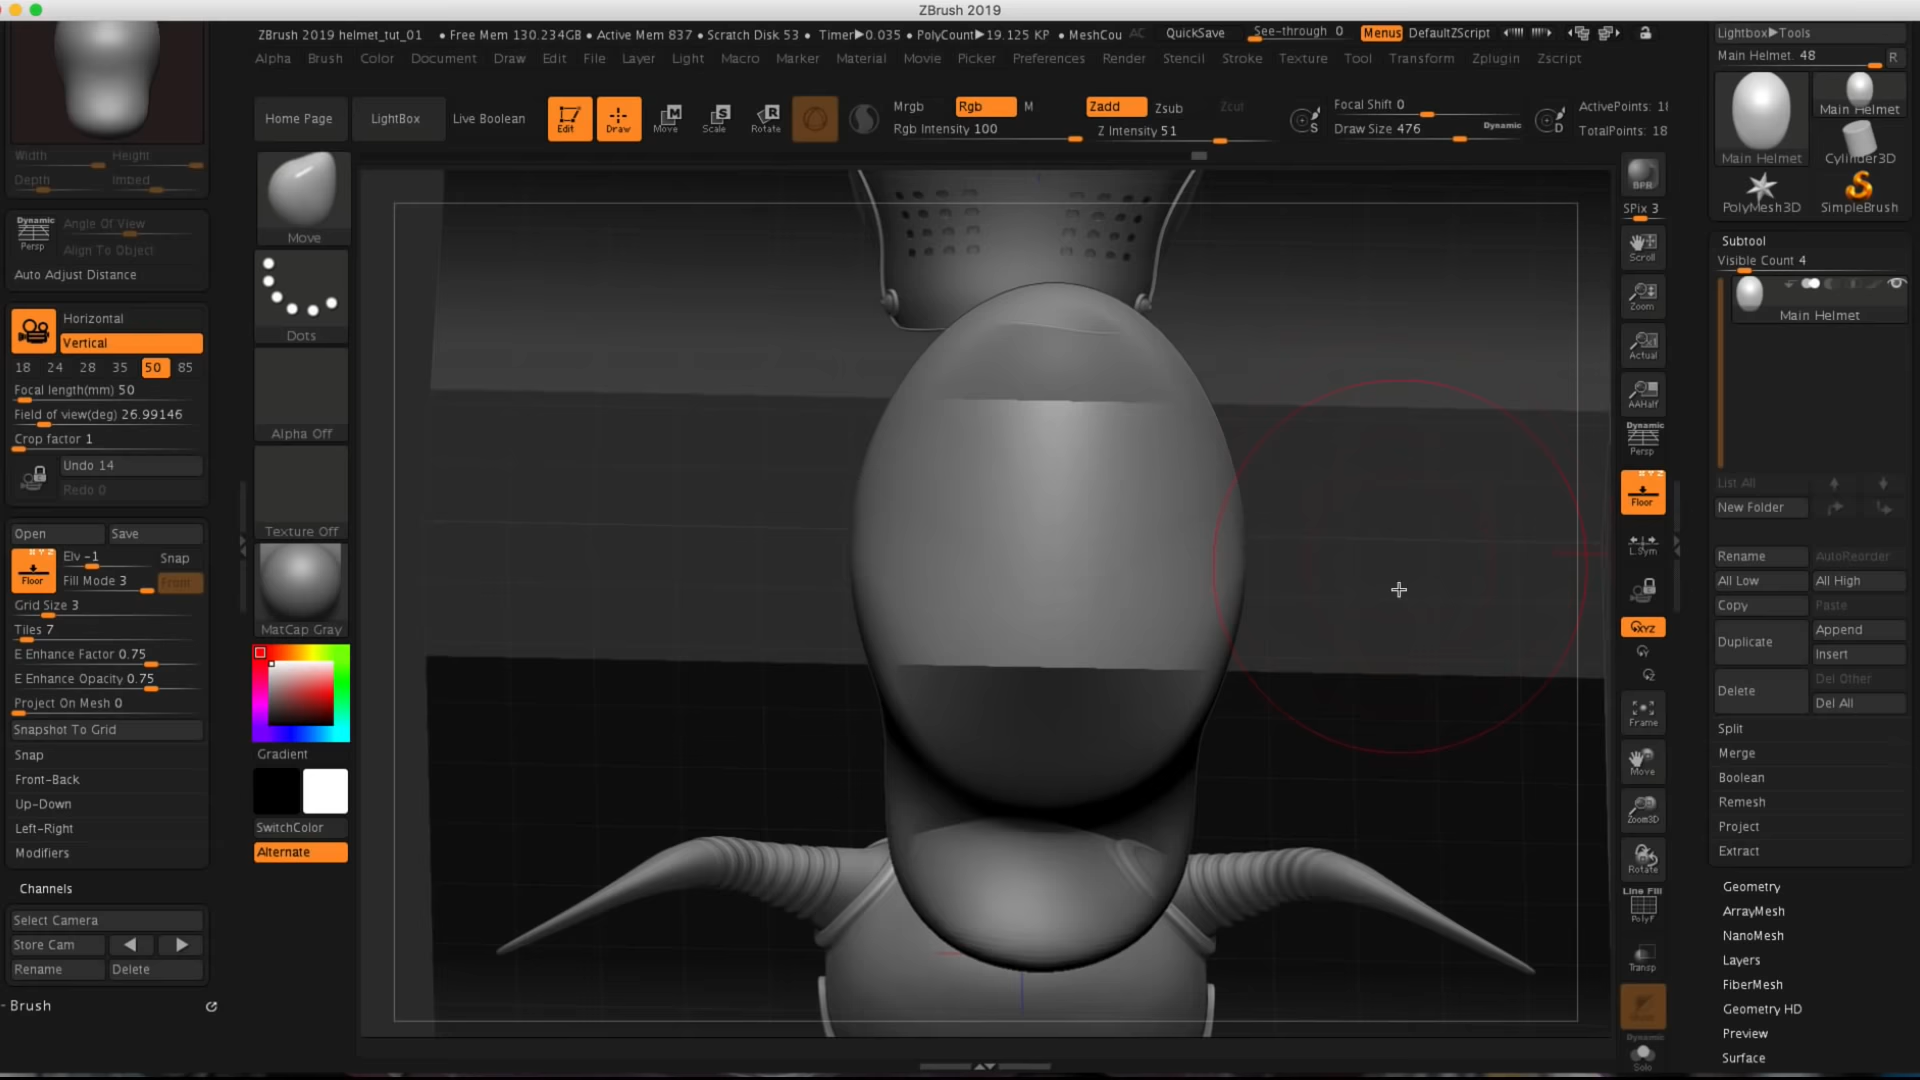 ZBrush 2019
ZBrush 2019 helmet_tut_01 • Free Mem 130.234GB • Active Mem 837 • Scratch Disk 53 • Timer▶0.035 • PolyCount▶19.125 KP • MeshCou AC QuickSave See-through 0 Menus DefaultZScript
Alpha Brush Color Document Draw Edit File Layer Light Macro Marker Material Movie Picker Preferences Render Stencil Stroke Texture Tool Transform Zplugin Zscript
Home Page LightBox Live Boolean Edit Draw Move Scale Rotate
Mrgb Rgb M Zadd Zsub Zcut
Rgb Intensity 100 Z Intensity 51
Focal Shift 0
Draw Size 476 Dynamic
ActivePoints: 18
TotalPoints: 18
Width Height
Depth Imbed
Dynamic
Persp
Angle Of View
Align To Object
Auto Adjust Distance
Horizontal
Vertical
18 24 28 35 50 85
Focal length(mm) 50
Field of view(deg) 26.99146
Crop factor 1
Undo 14
Redo 0
Open Save
Floor
Elv -1 Snap
Fill Mode 3 Front
Grid Size 3
Tiles 7
E Enhance Factor 0.75
E Enhance Opacity 0.75
Project On Mesh 0
Snapshot To Grid
Snap
Front-Back
Up-Down
Left-Right
Modifiers
Channels
Select Camera
Store Cam
Rename Delete
Brush
Move
Dots
Alpha Off
Texture Off
MatCap Gray
Gradient
SwitchColor
Alternate
BPR
SPix 3
Scroll
Zoom
Actual
AAHalf
Dynamic
Persp
Floor
L.Sym
XYZ
Frame
Move
Zoom3D
Rotate
Line Fill
PolyF
Transp
Dynamic
Solo
Lightbox▶Tools
Main Helmet. 48 R
Main Helmet
Main Helmet
Cylinder3D
PolyMesh3D
SimpleBrush
Subtool
Visible Count 4
Main Helmet
List All
New Folder
Rename AutoReorder
All Low All High
Copy Paste
Duplicate Append
Insert
Delete Del Other
Del All
Split
Merge
Boolean
Remesh
Project
Extract
Geometry
ArrayMesh
NanoMesh
Layers
FiberMesh
Geometry HD
Preview
Surface